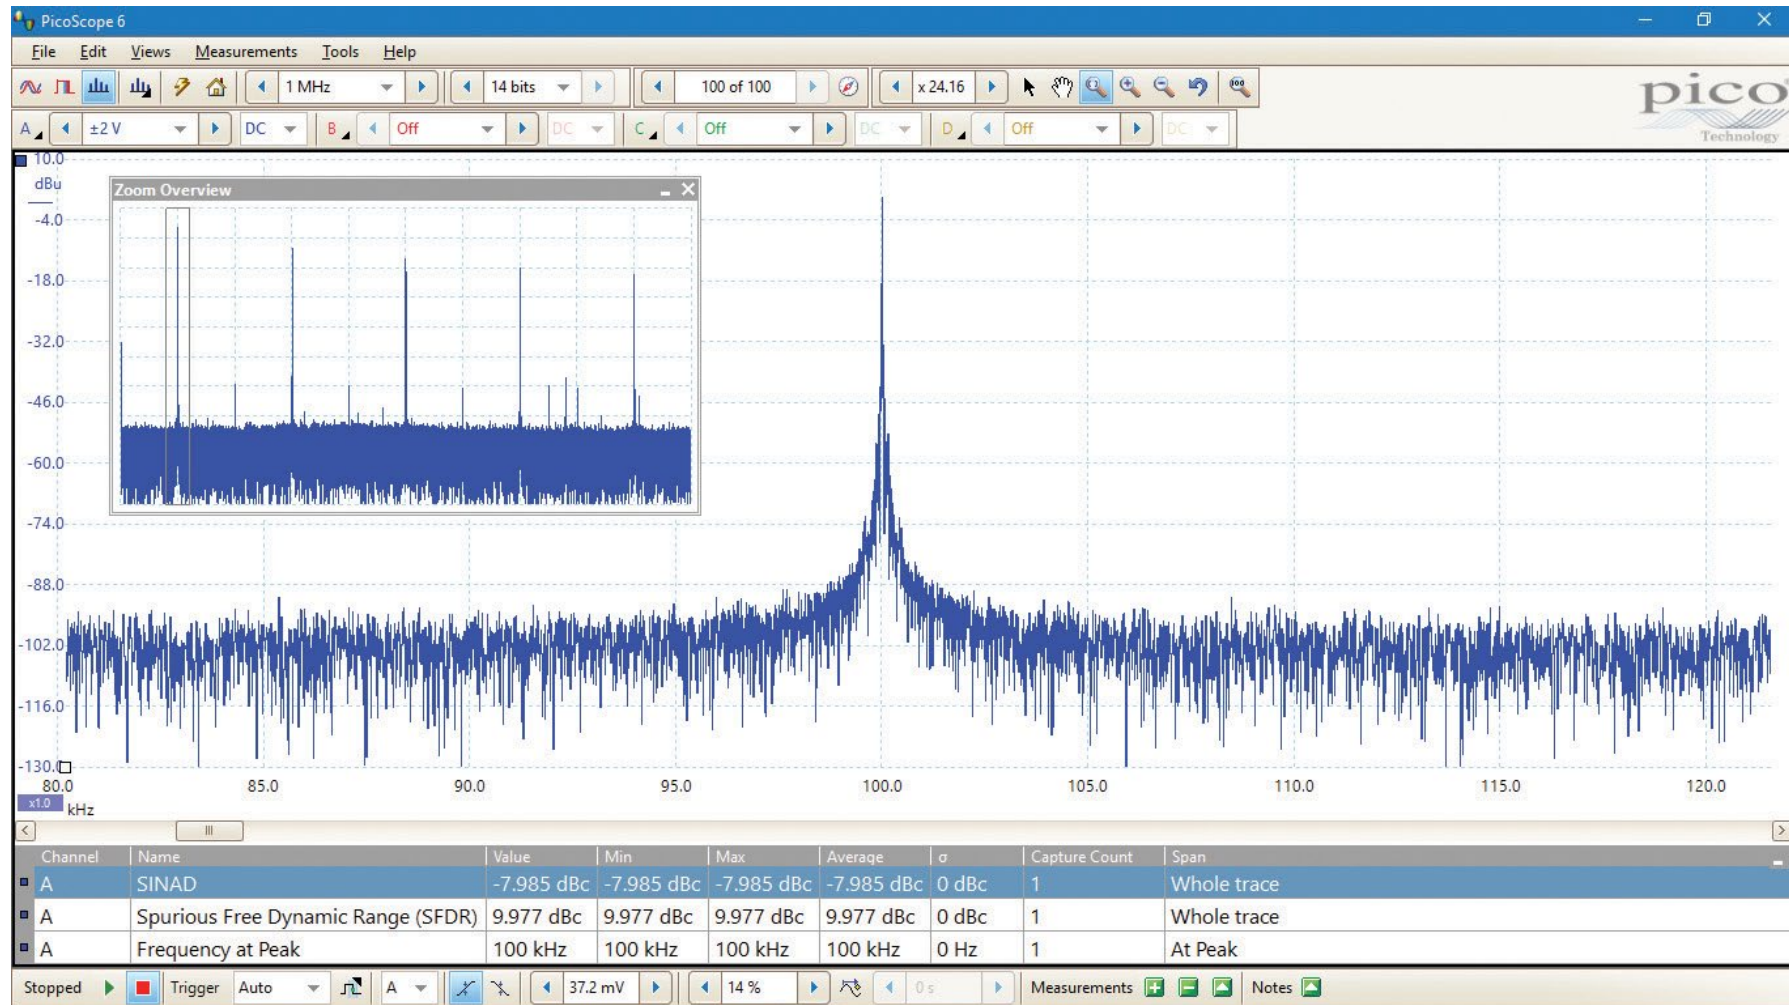 PicoScope 6
File Edit Views Measurements Tools Help
1 MHz 14 bits 100 of 100 x 24.16
pico
Technology
A ±2 V DC B Off DC C Off DC D Off DC
10.0
dBu
Zoom Overview
-4.0
-18.0
-32.0
-46.0
-60.0
-74.0
-88.0
-102.0
-116.0
-130.0
80.0 85.0 90.0 95.0 100.0 105.0 110.0 115.0 120.0
x1.0 kHz
Channel Name Value Min Max Average σ Capture Count Span
A SINAD -7.985 dBc -7.985 dBc -7.985 dBc -7.985 dBc 0 dBc 1 Whole trace
A Spurious Free Dynamic Range (SFDR) 9.977 dBc 9.977 dBc 9.977 dBc 9.977 dBc 0 dBc 1 Whole trace
A Frequency at Peak 100 kHz 100 kHz 100 kHz 100 kHz 0 Hz 1 At Peak
Stopped Trigger Auto A 37.2 mV 14 % 0 s Measurements Notes